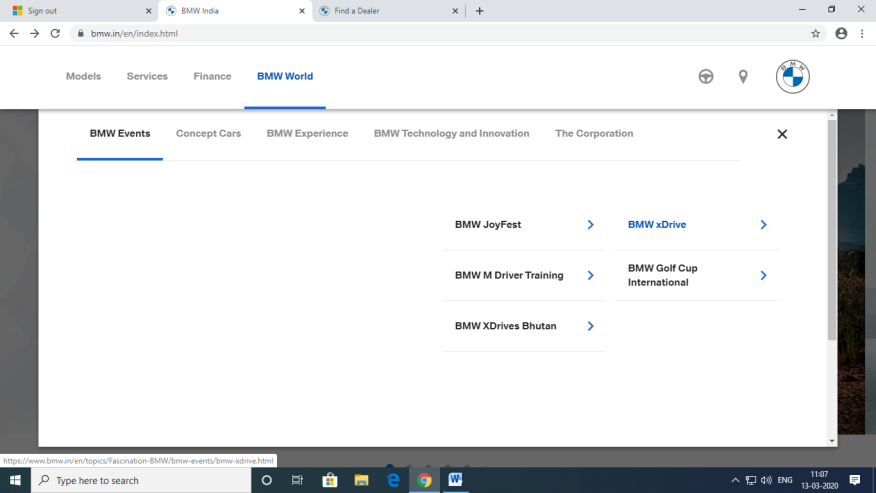 Sign out
BMW India
Find a Dealer
bmw.in/en/index.html
Models
Services
Finance
BMW World
BMW
BMW Events
Concept Cars
BMW Experience
BMW Technology and Innovation
The Corporation
BMW JoyFest
BMW xDrive
BMW M Driver Training
BMW Golf Cup
International
BMW XDrives Bhutan
https://www.bmw.in/en/topics/Fascination-BMW/bmw-events/bmw-xdrive.html
Type here to search
W
ENG
11:07
13-03-2020